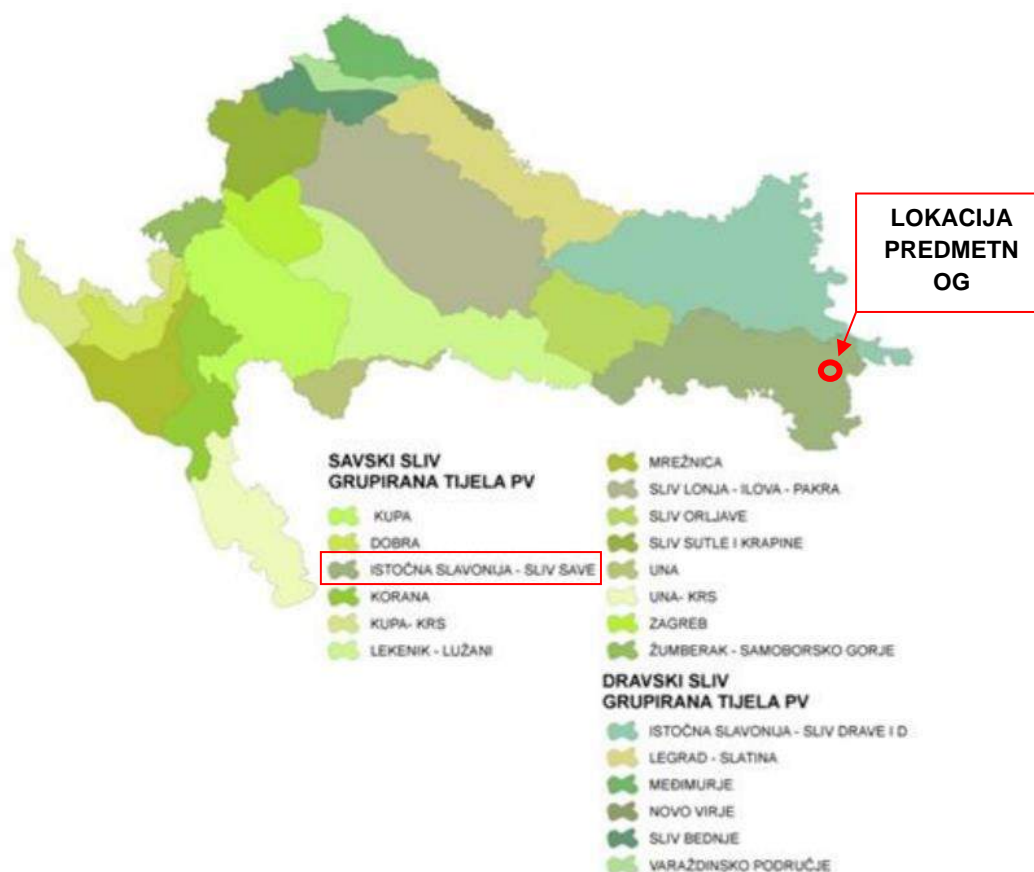 LOKACIJA
PREDMETN
OG
SAVSKI SLIV
GRUPIRANA TIJELA PV
KUPA
DOBRA
ISTOČNA SLAVONIJA - SLIV SAVE
KORANA
KUPA- KRS
LEKENIK - LUŽANI
MREŽNICA
SLIV LONJA - ILOVA - PAKRA
SLIV ORLJAVE
SLIV SUTLE I KRAPINE
UNA
UNA- KRS
ZAGREB
ŽUMBERAK - SAMOBORSKO GORJE
DRAVSKI SLIV
GRUPIRANA TIJELA PV
ISTOČNA SLAVONIJA - SLIV DRAVE I D
LEGRAD - SLATINA
MEĐIMURJE
NOVO VIRJE
SLIV BEDNJE
VARAŽDINSKO PODRUČJE